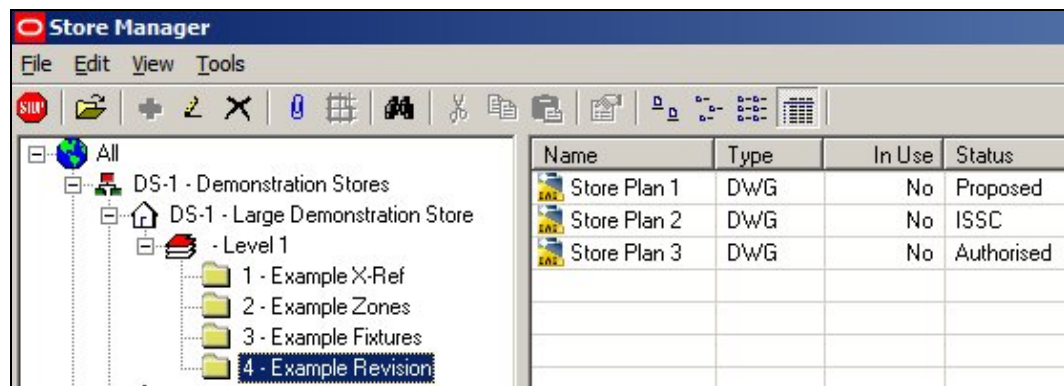 Store Manager
File Edit View Tools
STOP
All
DS-1 - Demonstration Stores
DS-1 - Large Demonstration Store
- Level 1
1 - Example X-Ref
2 - Example Zones
3 - Example Fixtures
4 - Example Revision
Name Type In Use Status
Store Plan 1 DWG No Proposed
Store Plan 2 DWG No ISSC
Store Plan 3 DWG No Authorised